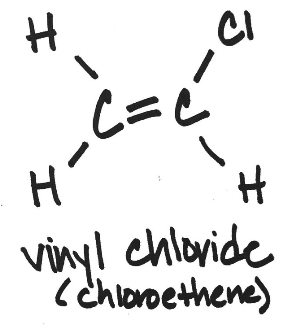 H Cl
C=C
H H
vinyl chloride
(chloroethene)